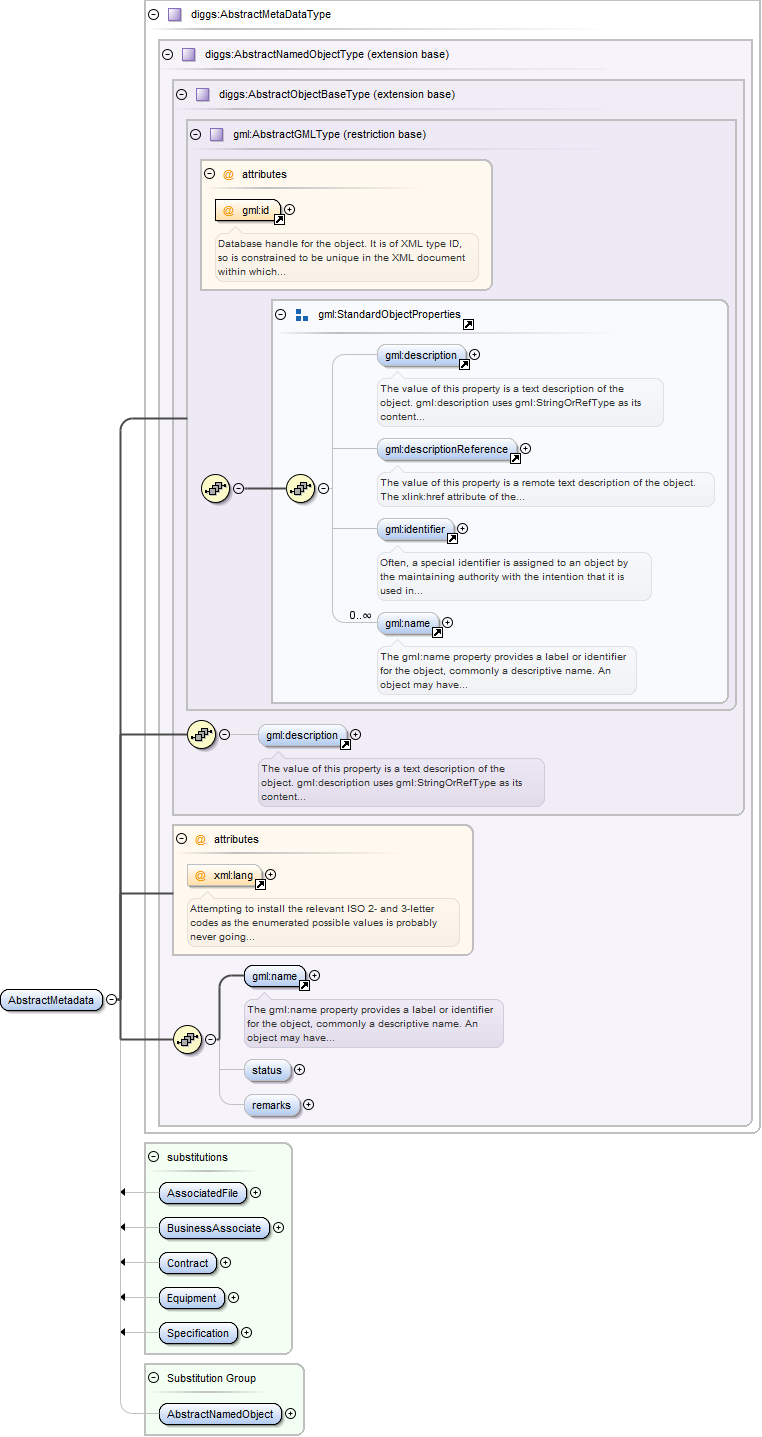 diggs:AbstractMetaDataType
diggs:AbstractNamedObjectType (extension base)
diggs:AbstractObjectBaseType (extension base)
gml:AbstractGMLType (restriction base)
@ attributes
@ gml:id
Database handle for the object. It is of XML type ID,
so is constrained to be unique in the XML document
within which...
gml:StandardObjectProperties
gml:description
The value of this property is a text description of the
object. gml:description uses gml:StringOrRefType as its
content...
gml:descriptionReference
The value of this property is a remote text description of the object.
The xlink:href attribute of the...
gml:identifier
Often, a special identifier is assigned to an object by
the maintaining authority with the intention that it is
used in...
0..∞
gml:name
The gml:name property provides a label or identifier
for the object, commonly a descriptive name. An
object may have...
gml:description
The value of this property is a text description of the
object. gml:description uses gml:StringOrRefType as its
content...
@ attributes
@ xml:lang
Attempting to install the relevant ISO 2- and 3-letter
codes as the enumerated possible values is probably
never going...
AbstractMetadata
gml:name
The gml:name property provides a label or identifier
for the object, commonly a descriptive name. An
object may have...
status
remarks
substitutions
AssociatedFile
BusinessAssociate
Contract
Equipment
Specification
Substitution Group
AbstractNamedObject